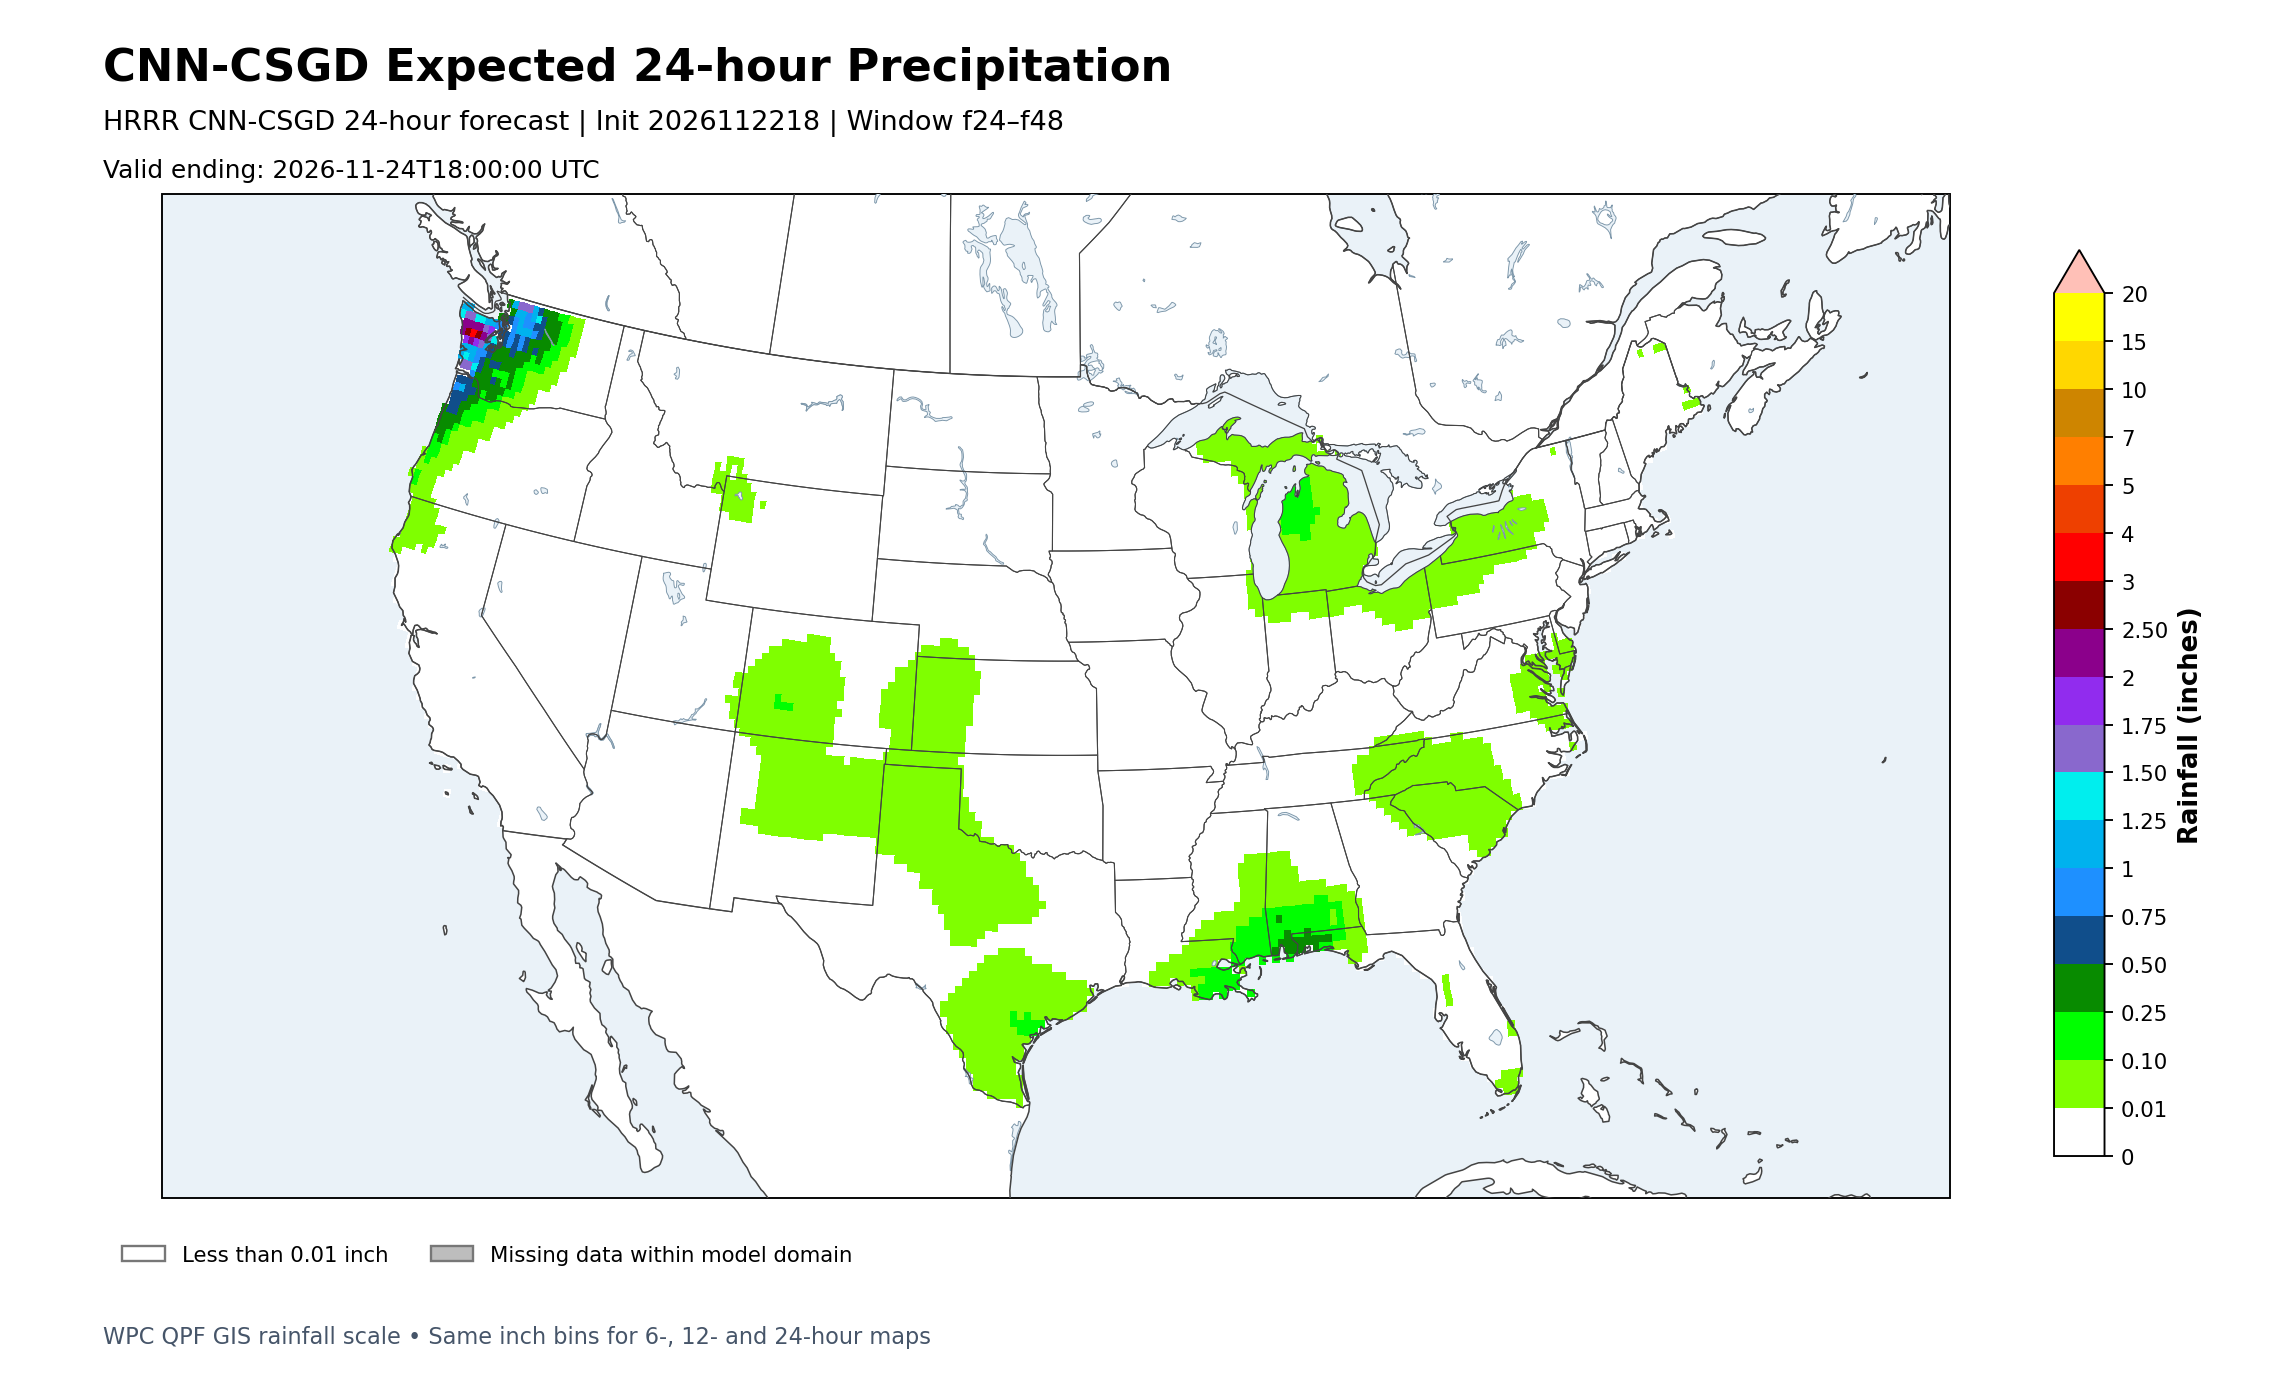 CNN-CSGD Expected 24-hour Precipitation
HRRR CNN-CSGD 24-hour forecast | Init 2026112218 | Window f24–f48
Valid ending: 2026-11-24T18:00:00 UTC
20
15
10
7
5
4
3
2.50
2
1.75
1.50
1.25
1
0.75
0.50
0.25
0.10
0.01
0
Rainfall (inches)
Less than 0.01 inch
Missing data within model domain
WPC QPF GIS rainfall scale • Same inch bins for 6-, 12- and 24-hour maps